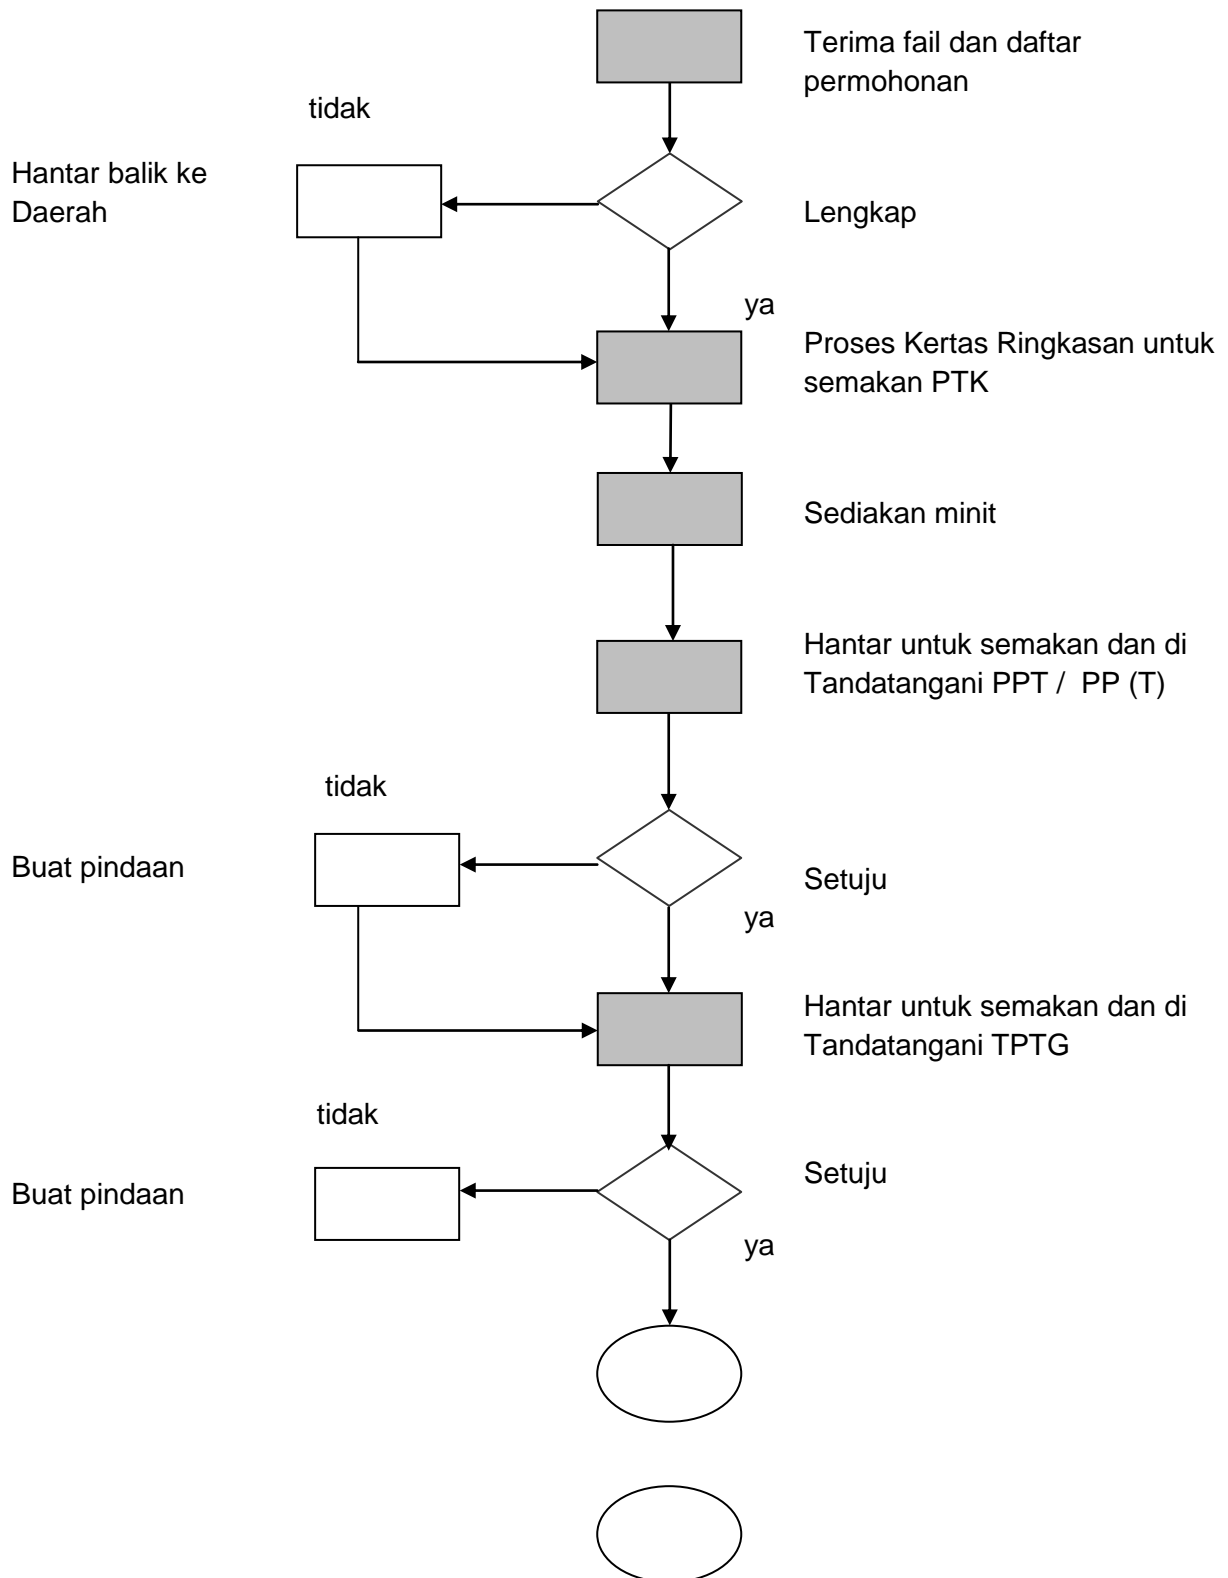 Terima fail dan daftar
permohonan
tidak
Hantar balik ke
Daerah
Lengkap
ya
Proses Kertas Ringkasan untuk
semakan PTK
Sediakan minit
Hantar untuk semakan dan di
Tandatangani PPT / PP (T)
tidak
Buat pindaan
Setuju
ya
Hantar untuk semakan dan di
Tandatangani TPTG
tidak
Buat pindaan
Setuju
ya